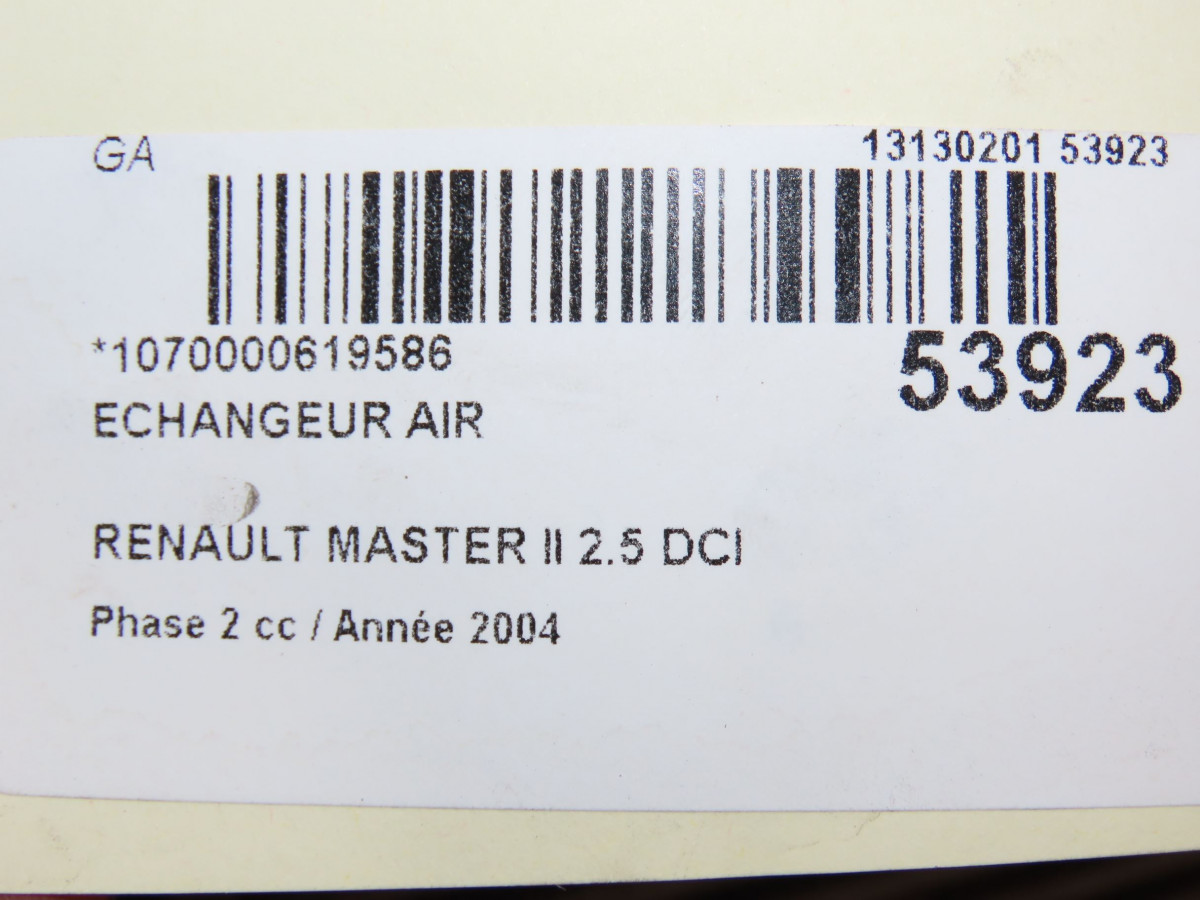 GA
13130201 53923
*1070000619586
53923
ECHANGEUR AIR
RENAULT MASTER II 2.5 DCI
Phase 2 cc / Année 2004